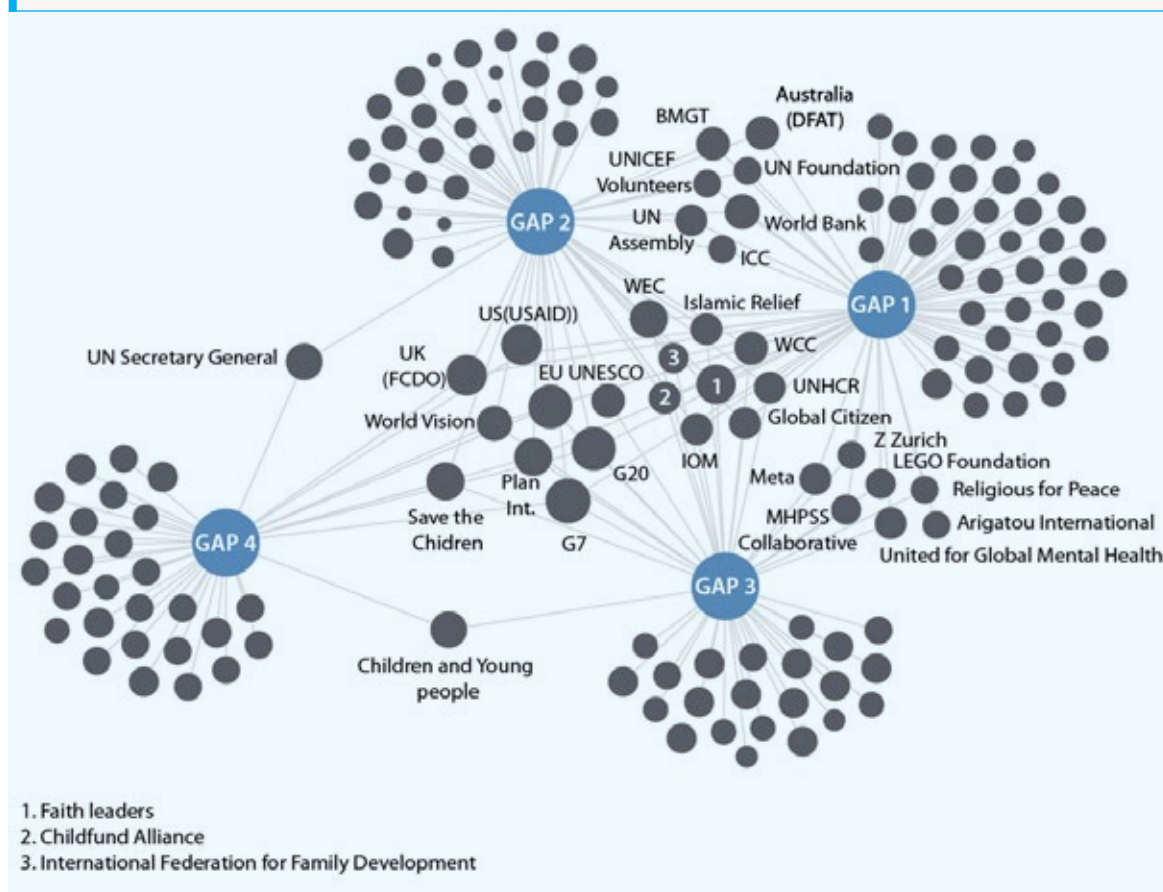 BMGT
Australia
(DFAT)
UNICEF
Volunteers
UN Foundation
GAP 2
UN
Assembly
World Bank
ICC
GAP 1
WEC
Islamic Relief
US(USAID))
UN Secretary General
UK
(FCDO)
3
WCC
EU UNESCO
1
2
UNHCR
World Vision
Global Citizen
IOM
G20
Plan
Int.
Z Zurich
LEGO Foundation
Meta
Religious for Peace
Save the
Chidren
G7
MHPSS
Collaborative
Arigatou International
United for Global Mental Health
GAP 4
GAP 3
Children and Young
people
1. Faith leaders
2. Childfund Alliance
3. International Federation for Family Development